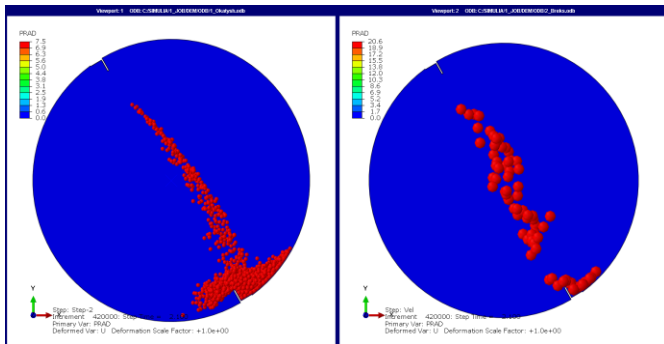 Viewport: 1 ODB: C:/SIMULIA/1_JOB/DEM/ODB/1_Okatysh.odb
PRAD
7.5
6.9
6.3
5.6
5.0
4.4
3.8
3.1
2.5
1.9
1.3
0.6
0.0
Y
Step: Step-2
Increment 420000: Step
Primary Var: PRAD
Deformed Var: U Deformation Scale Factor: +1.0e+00
Viewport: 2 ODB: C:/SIMULIA/1_JOB/DEM/ODB/2_Breks.odb
PRAD
20.6
18.9
17.2
15.5
13.8
12.0
10.3
8.6
6.9
5.2
3.4
1.7
0.0
Y
Step: Vel
Increment 420000: Step Time =
Primary Var: PRAD
Deformed Var: U Deformation Scale Factor: +1.0e+00